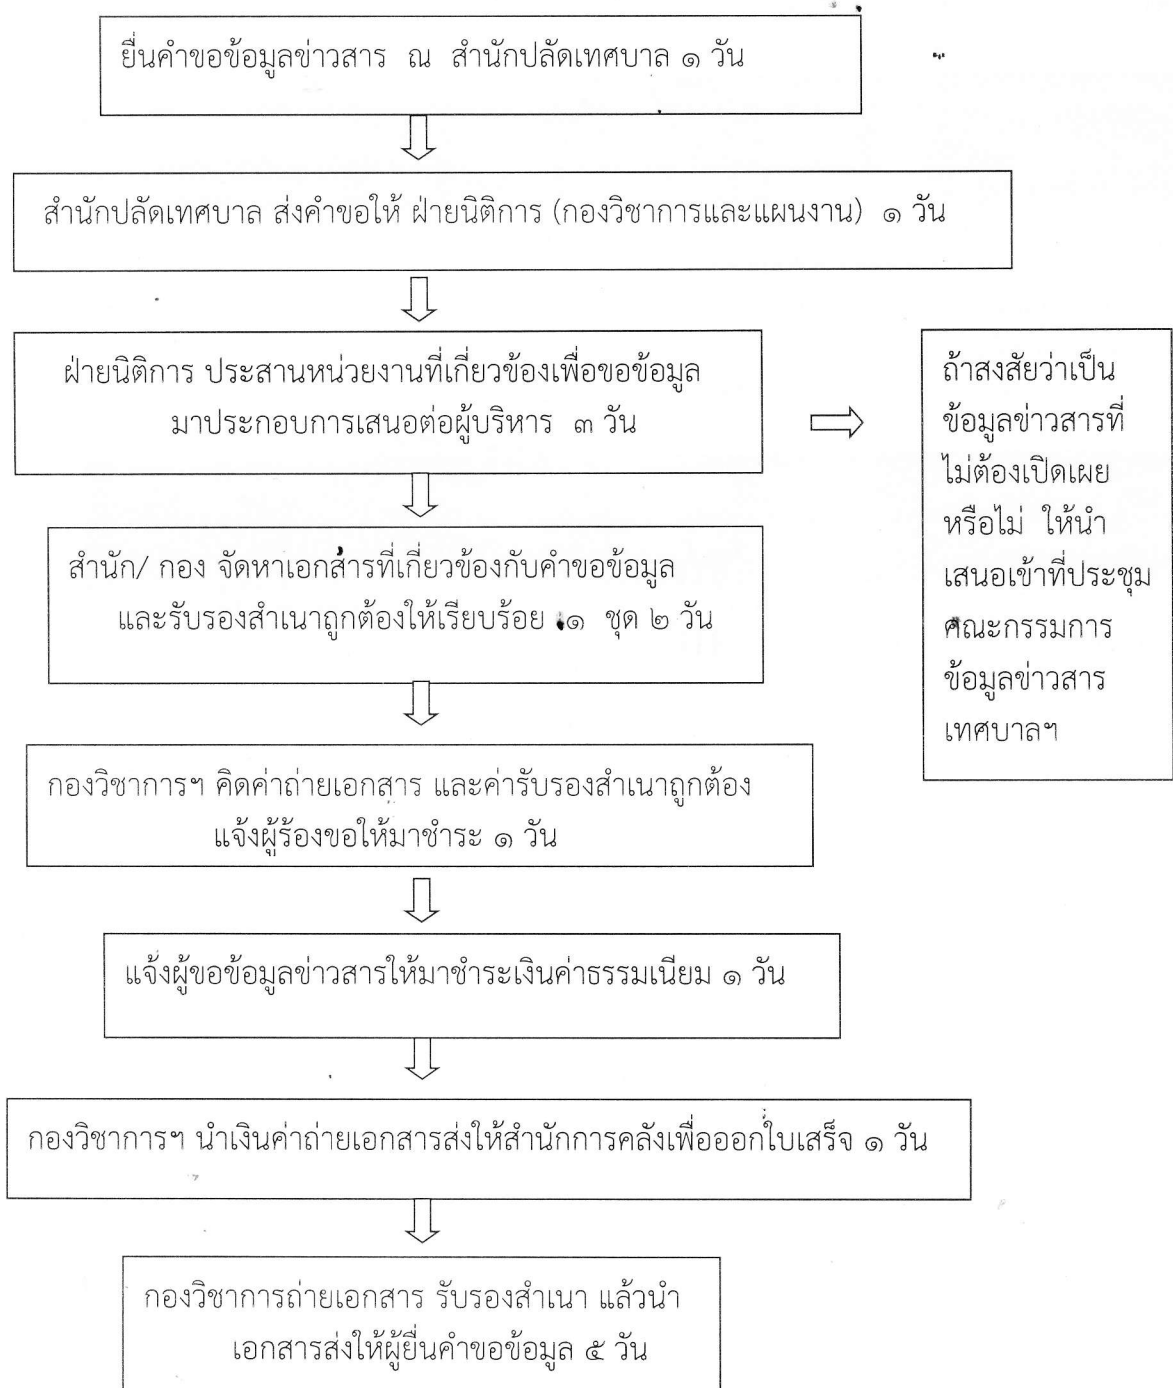 ยื่นคำขอข้อมูลข่าวสาร ณ สำนักปลัดเทศบาล ๑ วัน
สำนักปลัดเทศบาล ส่งคำขอให้ ฝ่ายนิติการ (กองวิชาการและแผนงาน) ๑ วัน
ฝ่ายนิติการ ประสานหน่วยงานที่เกี่ยวข้องเพื่อขอข้อมูล
มาประกอบการเสนอต่อผู้บริหาร ๓ วัน
ถ้าสงสัยว่าเป็น
ข้อมูลข่าวสารที่
ไม่ต้องเปิดเผย
หรือไม่ ให้นำ
เสนอเข้าที่ประชุม
คณะกรรมการ
ข้อมูลข่าวสาร
เทศบาลฯ
สำนัก/ กอง จัดหาเอกสารที่เกี่ยวข้องกับคำขอข้อมูล
และรับรองสำเนาถูกต้องให้เรียบร้อย ๑ ชุด ๒ วัน
กองวิชาการฯ คิดค่าถ่ายเอกสาร และค่ารับรองสำเนาถูกต้อง
แจ้งผู้ร้องขอให้มาชำระ ๑ วัน
แจ้งผู้ขอข้อมูลข่าวสารให้มาชำระเงินค่าธรรมเนียม ๑ วัน
กองวิชาการฯ นำเงินค่าถ่ายเอกสารส่งให้สำนักการคลังเพื่อออกใบเสร็จ ๑ วัน
กองวิชาการถ่ายเอกสาร รับรองสำเนา แล้วนำ
เอกสารส่งให้ผู้ยื่นคำขอข้อมูล ๕ วัน